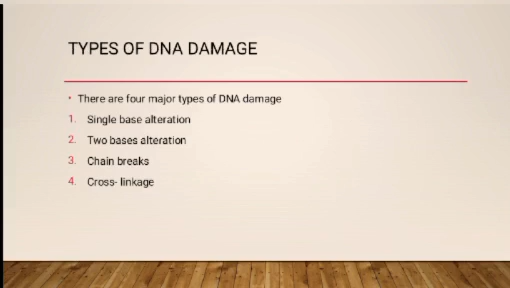 TYPES OF DNA DAMAGE
• There are four major types of DNA damage
1. Single base alteration
2. Two bases alteration
3. Chain breaks
4. Cross- linkage